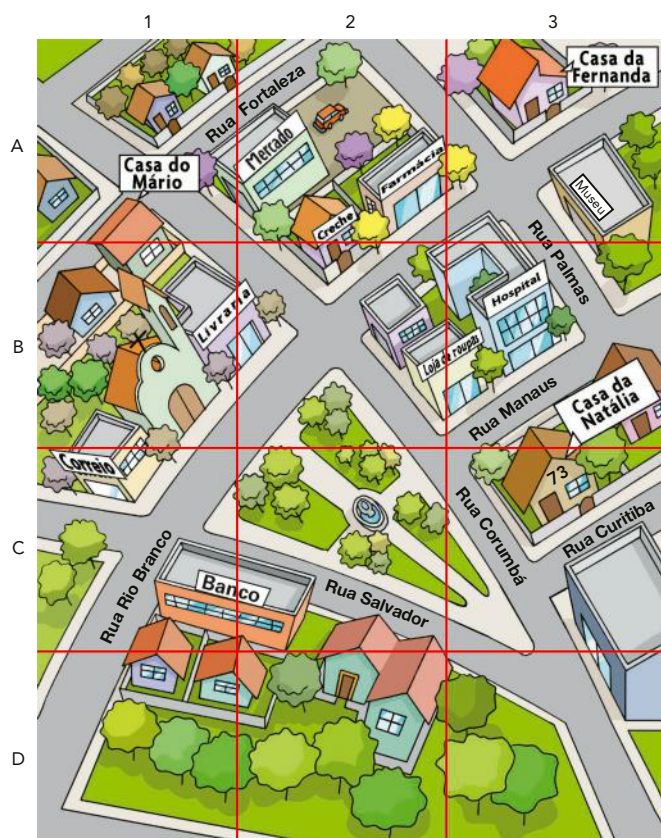 1 2 3
A
Casa da
Fernanda
Rua Fortaleza
Mercado
Casa do
Mário
Farmácia
Creche
Museu
Rua Palmas
B
Livraria
Hospital
Loja de roupas
Rua Manaus
Casa da
Natália
Correio
73
C
Rua Corumbá
Rua Curitiba
Rua Rio Branco
Banco
Rua Salvador
D